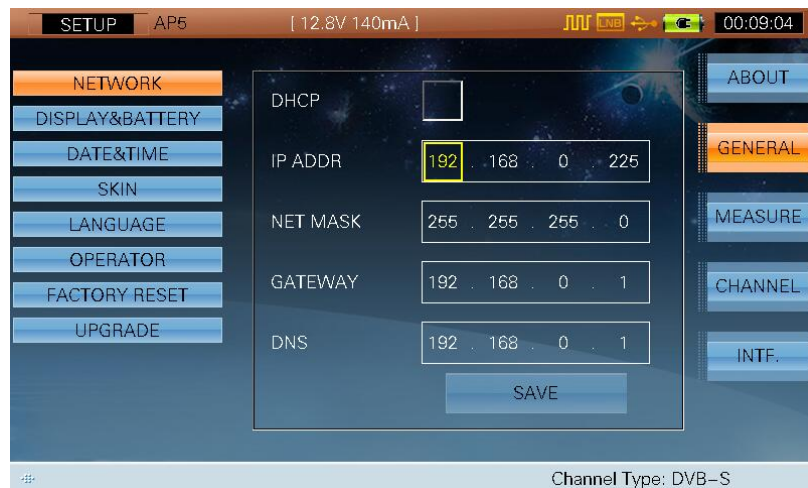 SETUP AP5 [ 12.8V 140mA ] LNB 00:09:04
NETWORK
DISPLAY&BATTERY
DATE&TIME
SKIN
LANGUAGE
OPERATOR
FACTORY RESET
UPGRADE
DHCP
IP ADDR 192 . 168 . 0 . 225
NET MASK 255 . 255 . 255 . 0
GATEWAY 192 . 168 . 0 . 1
DNS 192 . 168 . 0 . 1
SAVE
ABOUT
GENERAL
MEASURE
CHANNEL
INTF.
Channel Type: DVB-S